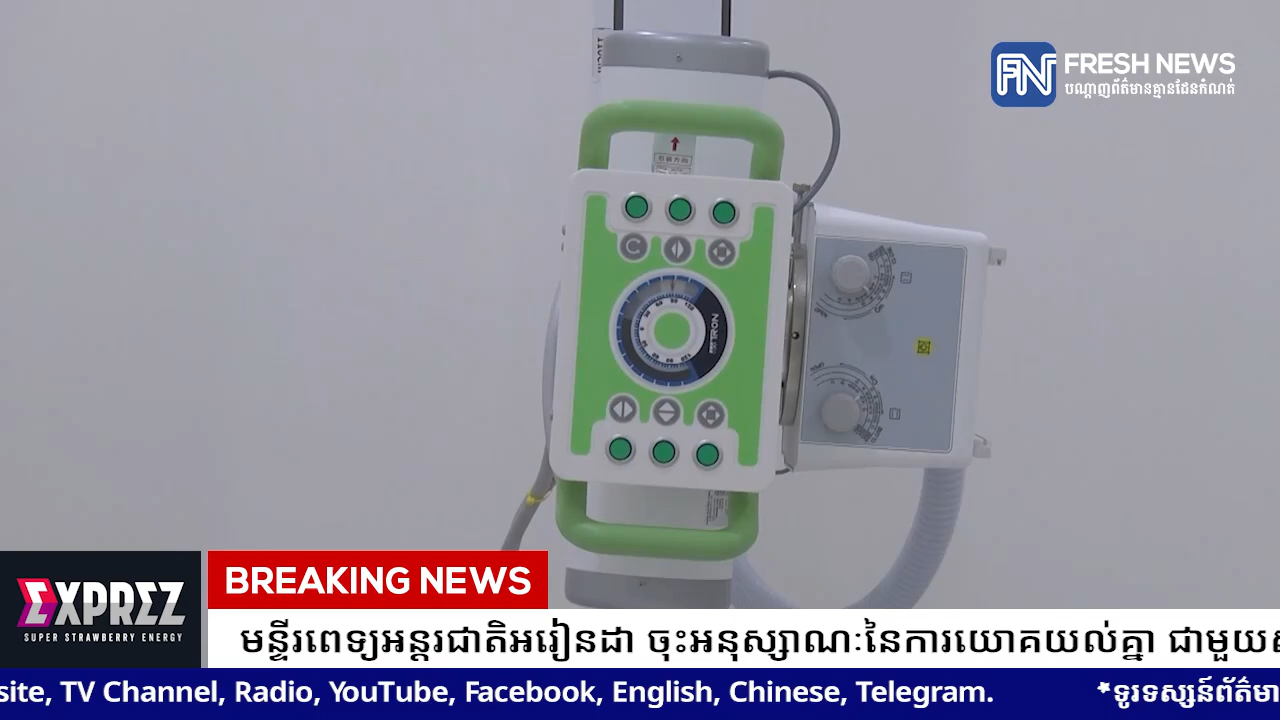 FRESH NEWS
បណ្តាញព័ត៌មានគ្មានដែនកំណត់
OPEN
OPEN
EXPREZ
SUPER STRAWBERRY ENERGY
BREAKING NEWS
មន្ទីរពេទ្យអន្តរជាតិអរៀនដា ចុះអនុស្សាណៈនៃការយោគយល់គ្នា ជាមួយ
site, TV Channel, Radio, YouTube, Facebook, English, Chinese, Telegram.
*ទូរទស្សន៍ព័ត៌មា